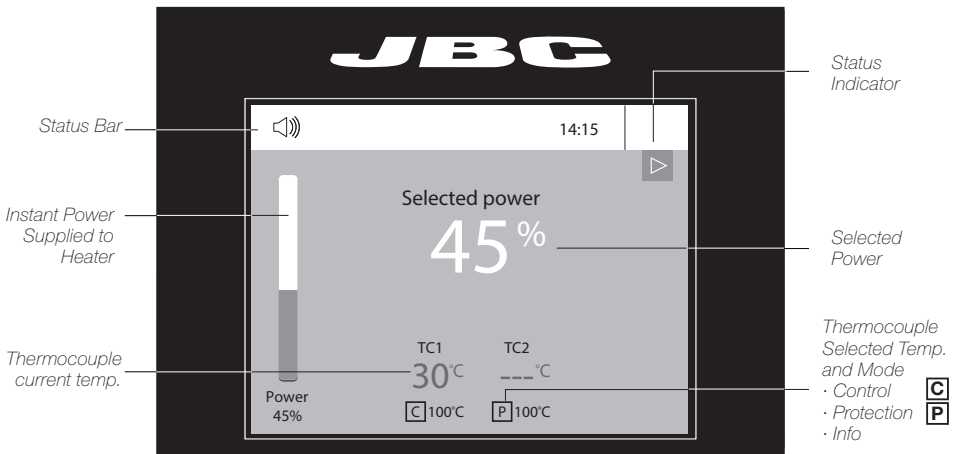 JBC
Status
Indicator
Status Bar
14:15
Instant Power
Supplied to
Heater
Selected power
45%
Selected
Power
Thermocouple
current temp.
TC1
TC2
30°C
---°C
Power
45%
C 100°C
P 100°C
Thermocouple
Selected Temp.
and Mode
· Control C
· Protection P
· Info